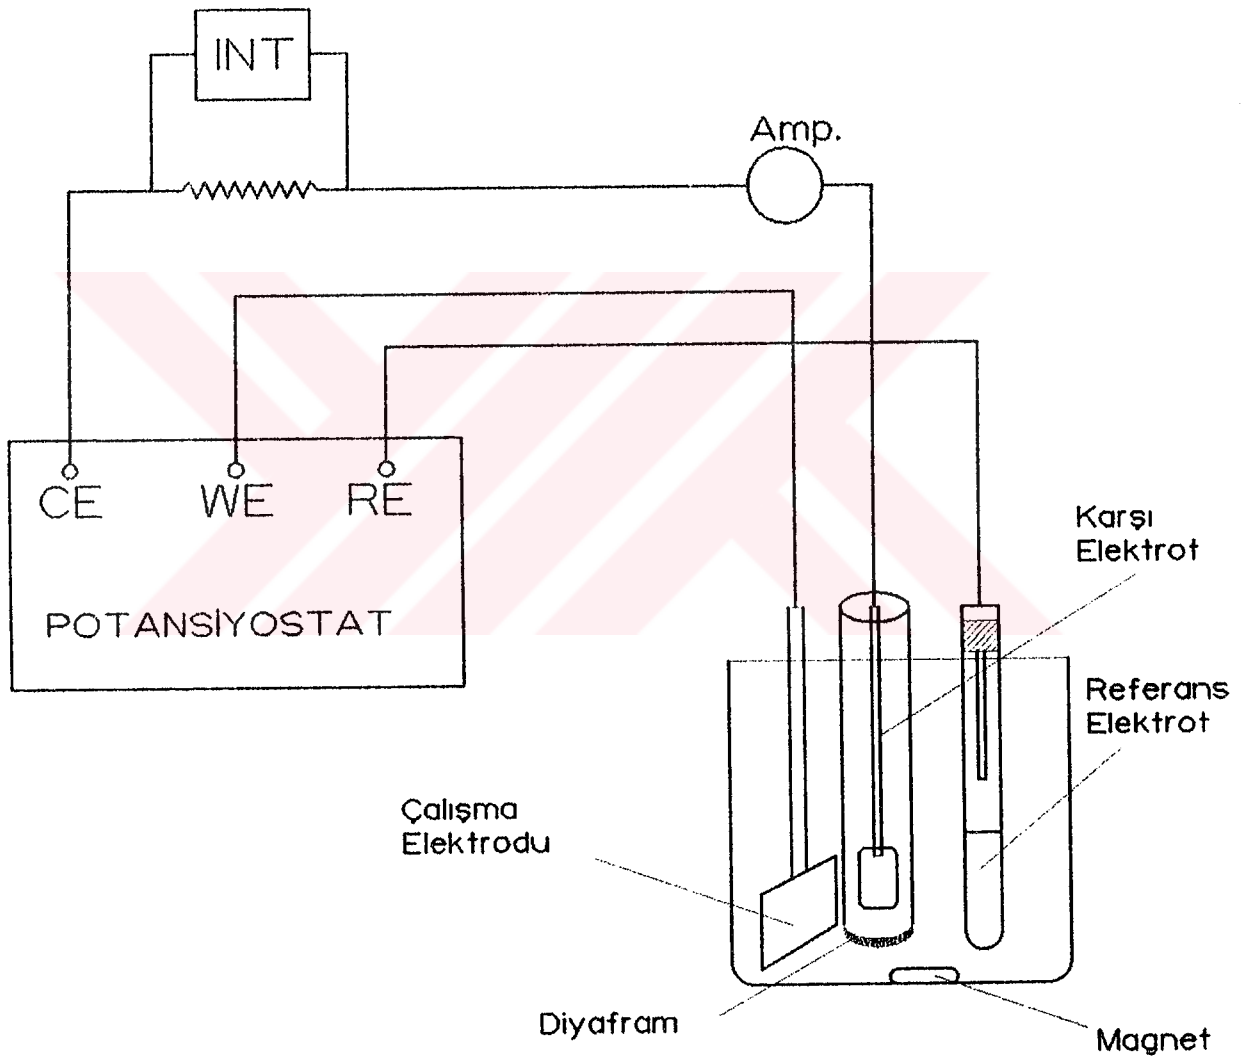 INT
Amp.
CE WE RE
POTANSİYOSTAT
Karşı
Elektrot
Referans
Elektrot
Çalışma
Elektrodu
Diyafram
Magnet